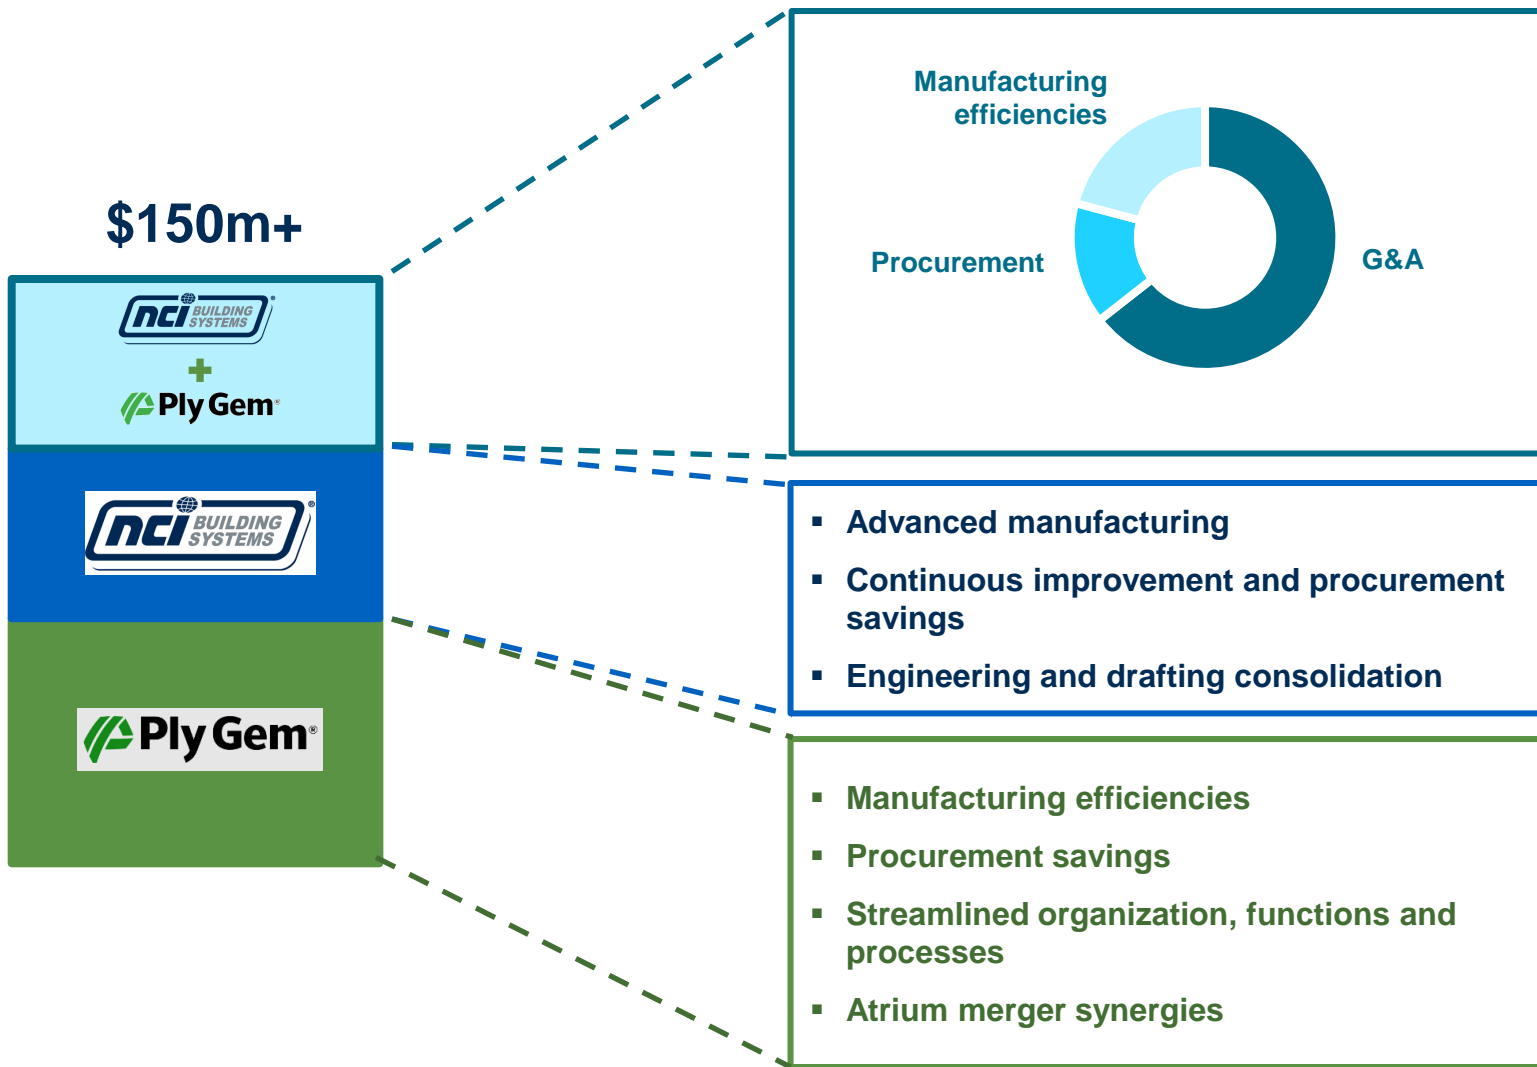 $150m+
nci BUILDING SYSTEMS ®
+
Ply Gem ®
nci BUILDING SYSTEMS ®
Ply Gem ®
Manufacturing
efficiencies
Procurement
G&A
▪ Advanced manufacturing
▪ Continuous improvement and procurement
savings
▪ Engineering and drafting consolidation
▪ Manufacturing efficiencies
▪ Procurement savings
▪ Streamlined organization, functions and
processes
▪ Atrium merger synergies